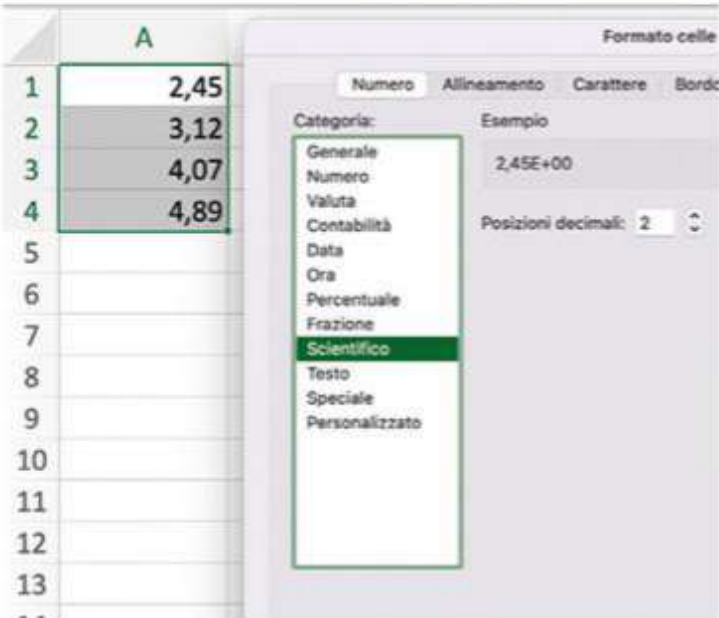 A
1 2,45
2 3,12
3 4,07
4 4,89
5
6
7
8
9
10
11
12
13
Formato celle
Numero Allineamento Carattere Bordo
Categoria:
Generale
Numero
Valuta
Contabilità
Data
Ora
Percentuale
Frazione
Scientifico
Testo
Speciale
Personalizzato
Esempio
2,45E+00
Posizioni decimali: 2